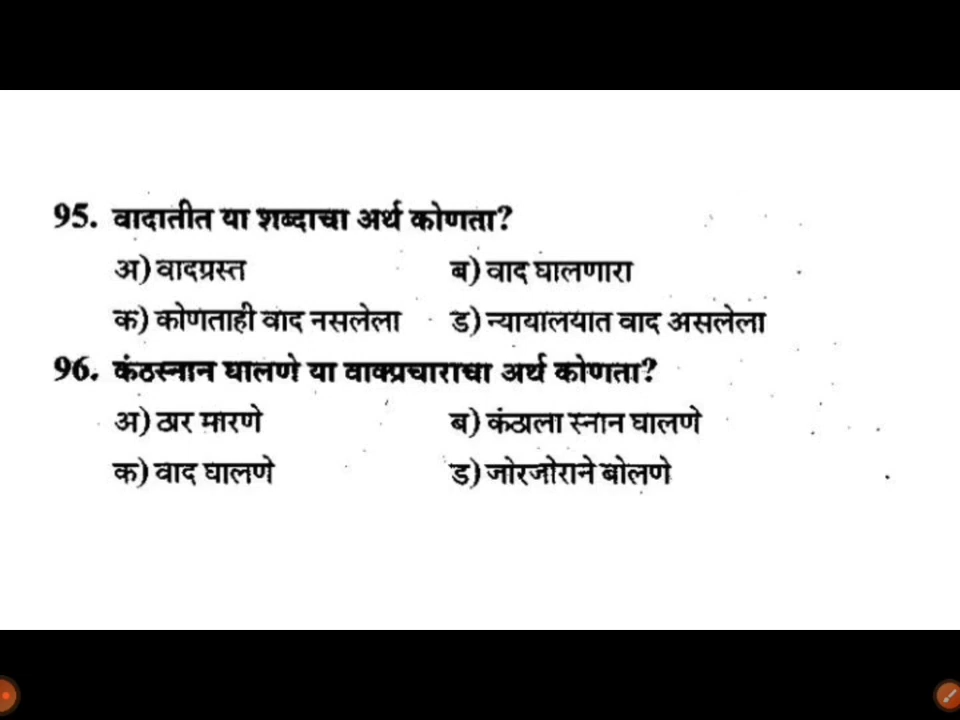 95. वादातीत या शब्दाचा अर्थ कोणता?
अ) वादग्रस्त ब) वाद घालणारा
क) कोणताही वाद नसलेला ड) न्यायालयात वाद असलेला
96. कंठस्नान घालणे या वाक्प्रचाराचा अर्थ कोणता?
अ) ठार मारणे ब) कंठाला स्नान घालणे
क) वाद घालणे ड) जोरजोराने बोलणे